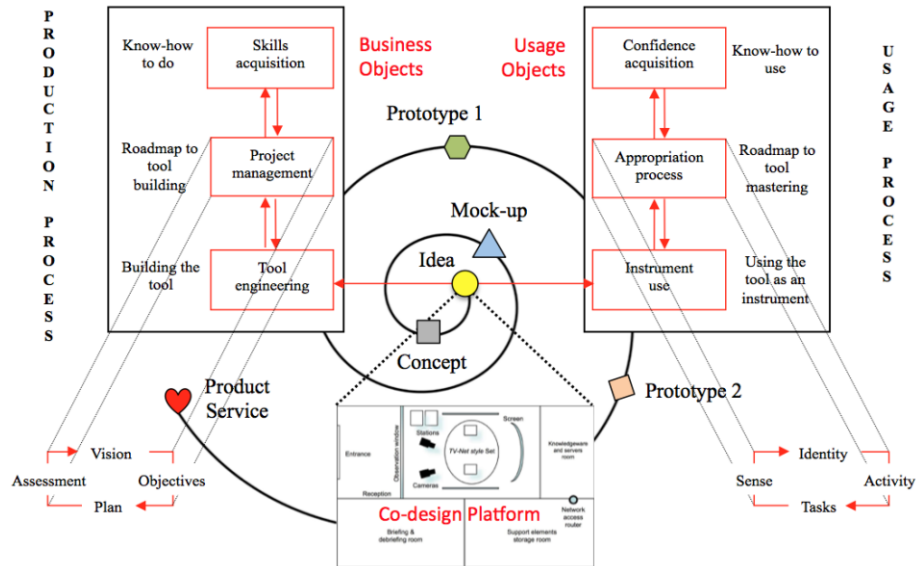 PRODUCTION PROCESS
Know-how
to do
Skills
acquisition
Roadmap to
tool
building
Project
management
Building the
tool
Tool
engineering
Business
Objects
Usage
Objects
Confidence
acquisition
Know-how to
use
Appropriation
process
Roadmap
to tool
mastering
Instrument
use
Using the
tool as an
instrument
USAGE PROCESS
Prototype 1
Mock-up
Idea
Concept
Product
Service
Prototype 2
Vision
Assessment
Objectives
Plan
Identity
Sense
Activity
Tasks
Entrance
Observation window
Stations
TV-Net style Set
Screen
Knowledgeware
and servers
room
Cameras
Reception
Network
access
router
Co-design Platform
Briefing &
debriefing room
Support elements
storage room